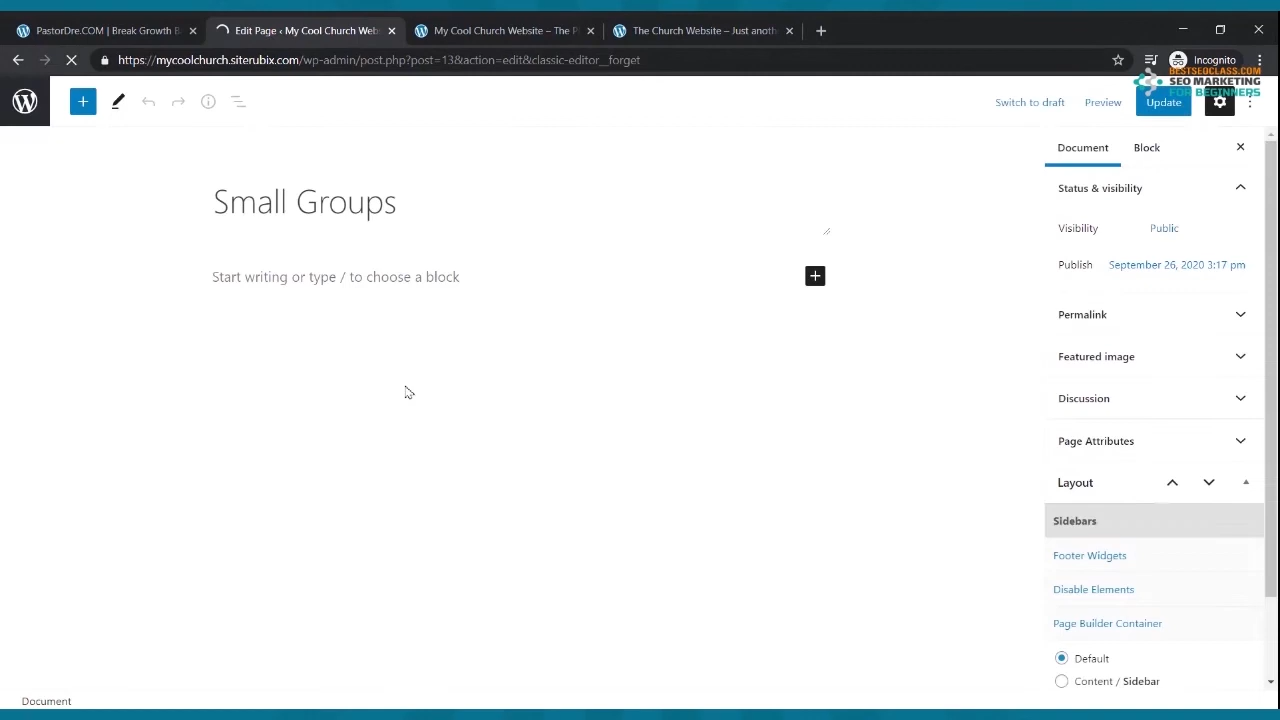 PastorDre.COM | Break Growth B
Edit Page ‹ My Cool Church Web
My Cool Church Website – The P
The Church Website – Just anoth
https://mycoolchurch.siterubix.com/wp-admin/post.php?post=13&action=edit&classic-editor__forget
Incognito
BESTSEOCLASS.COM
SEO MARKETING
FOR BEGINNERS
Switch to draft
Preview
Update
Document
Block
Status & visibility
Small Groups
Visibility
Public
Start writing or type / to choose a block
Publish
September 26, 2020 3:17 pm
Permalink
Featured image
Discussion
Page Attributes
Layout
Sidebars
Footer Widgets
Disable Elements
Page Builder Container
Default
Content / Sidebar
Document